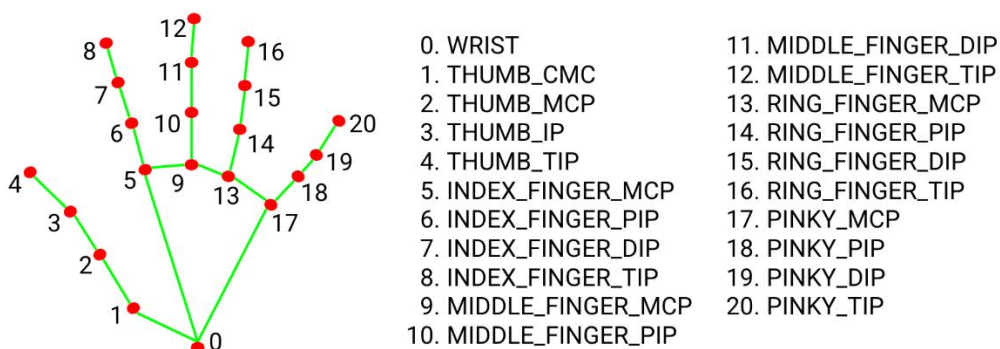 12
8
16
11
7
15
10
6
14
20
19
5
9
13
18
4
17
3
2
1
0
0. WRIST
1. THUMB_CMC
2. THUMB_MCP
3. THUMB_IP
4. THUMB_TIP
5. INDEX_FINGER_MCP
6. INDEX_FINGER_PIP
7. INDEX_FINGER_DIP
8. INDEX_FINGER_TIP
9. MIDDLE_FINGER_MCP
10. MIDDLE_FINGER_PIP
11. MIDDLE_FINGER_DIP
12. MIDDLE_FINGER_TIP
13. RING_FINGER_MCP
14. RING_FINGER_PIP
15. RING_FINGER_DIP
16. RING_FINGER_TIP
17. PINKY_MCP
18. PINKY_PIP
19. PINKY_DIP
20. PINKY_TIP